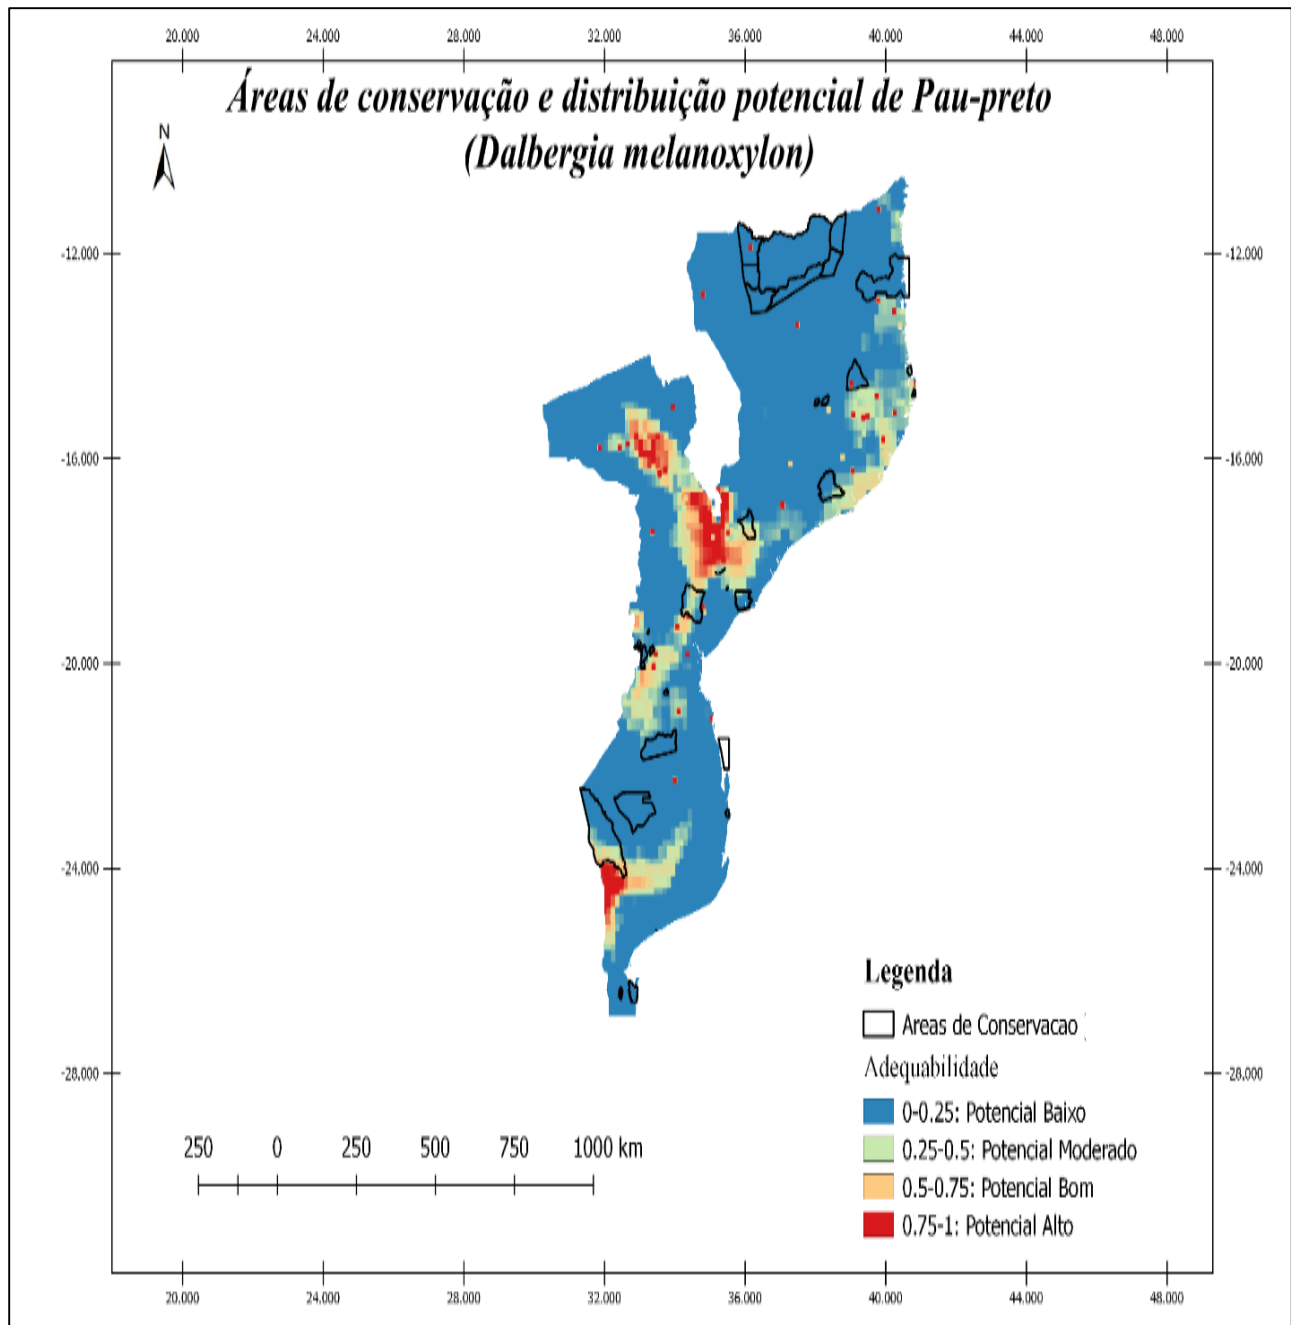 20.000 24.000 28.000 32.000 36.000 40.000 44.000 48.000
Áreas de conservação e distribuição potencial de Pau-preto
(Dalbergia melanoxylon)
N
-12.000 -12.000
-16.000 -16.000
-20.000 -20.000
-24.000 -24.000
-28.000 -28.000
Legenda
Areas de Conservacao
Adequabilidade
0-0.25: Potencial Baixo
0.25-0.5: Potencial Moderado
0.5-0.75: Potencial Bom
0.75-1: Potencial Alto
250 0 250 500 750 1000 km
20.000 24.000 28.000 32.000 36.000 40.000 44.000 48.000